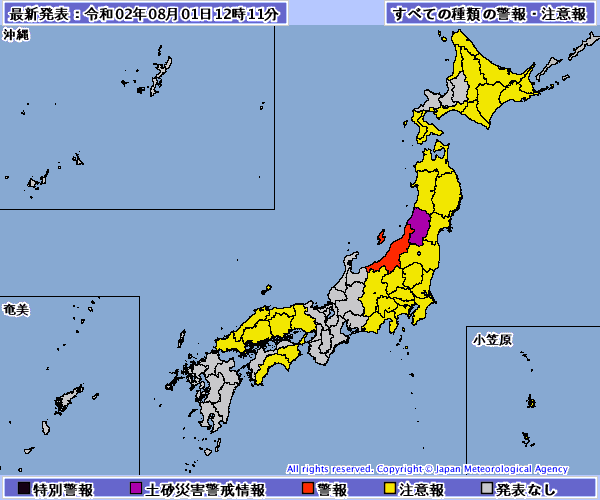 最新発表：令和02年08月01日12時11分
すべての種類の警報・注意報
沖縄
奄美
小笠原
All rights reserved. Copyright © Japan Meteorological Agency
特別警報 土砂災害警戒情報 警報 注意報 発表なし